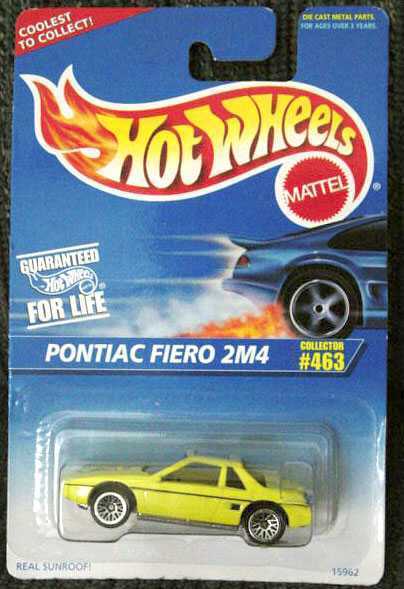 COOLEST
TO COLLECT!
DIE CAST METAL PARTS.
FOR AGES OVER 3 YEARS.
HOT WHEELS
®
MATTEL
GUARANTEED
Hot Wheels
®
FOR LIFE
PONTIAC FIERO 2M4
COLLECTOR
#463
REAL SUNROOF!
15962